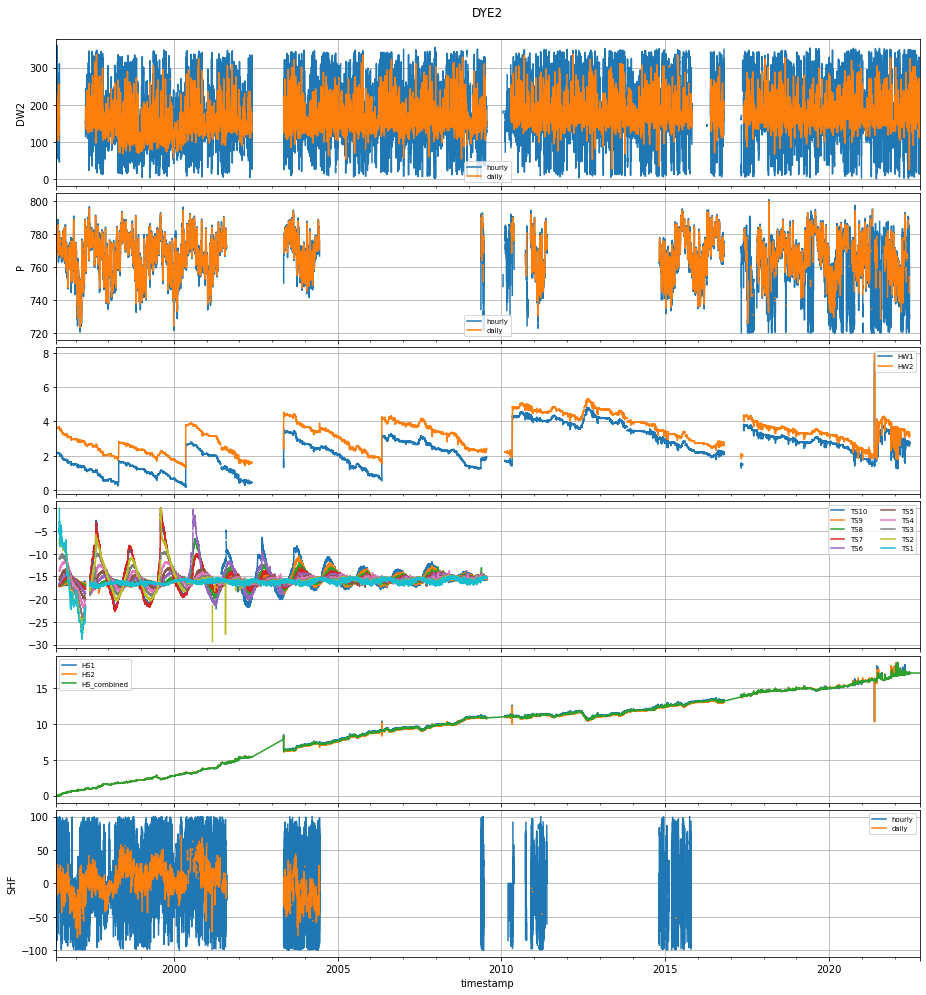 DYE2
DW2
300
200
100
0
hourly
daily
P
800
780
760
740
720
hourly
daily
8
6
4
2
0
HW1
HW2
0
−5
−10
−15
−20
−25
−30
TS10 TS5
TS9 TS4
TS8 TS3
TS7 TS2
TS6 TS1
15
10
5
0
HS1
HS2
HS_combined
SHF
100
50
0
−50
−100
hourly
daily
2000 2005 2010 2015 2020
timestamp